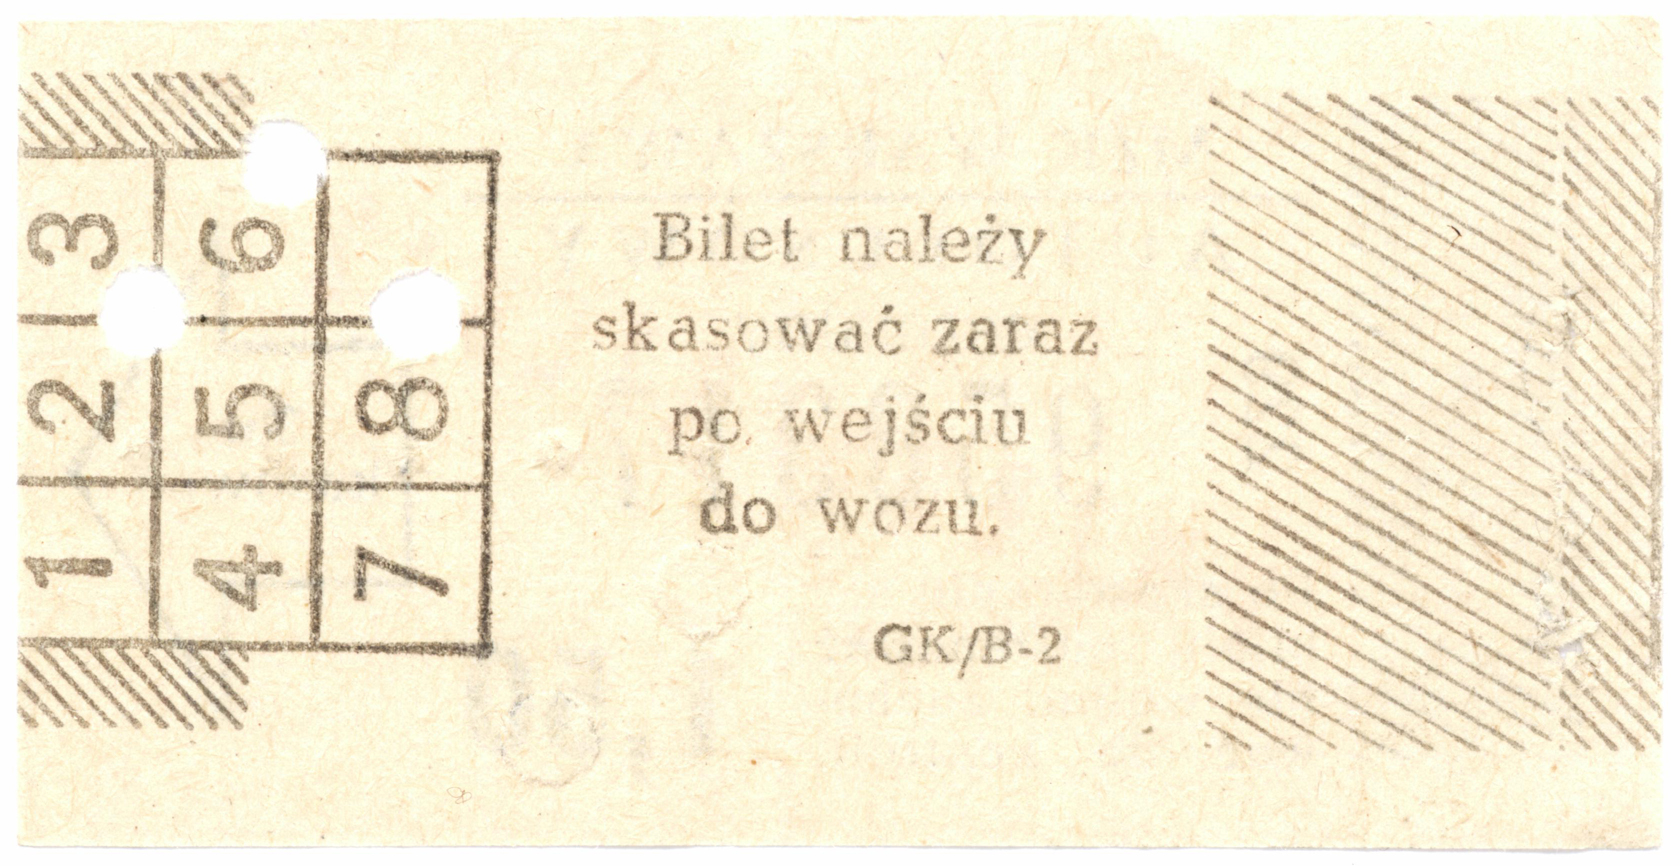 3 6
2 5 8
1 4 7
Bilet należy
skasować zaraz
po wejściu
do wozu.
GK/B-2